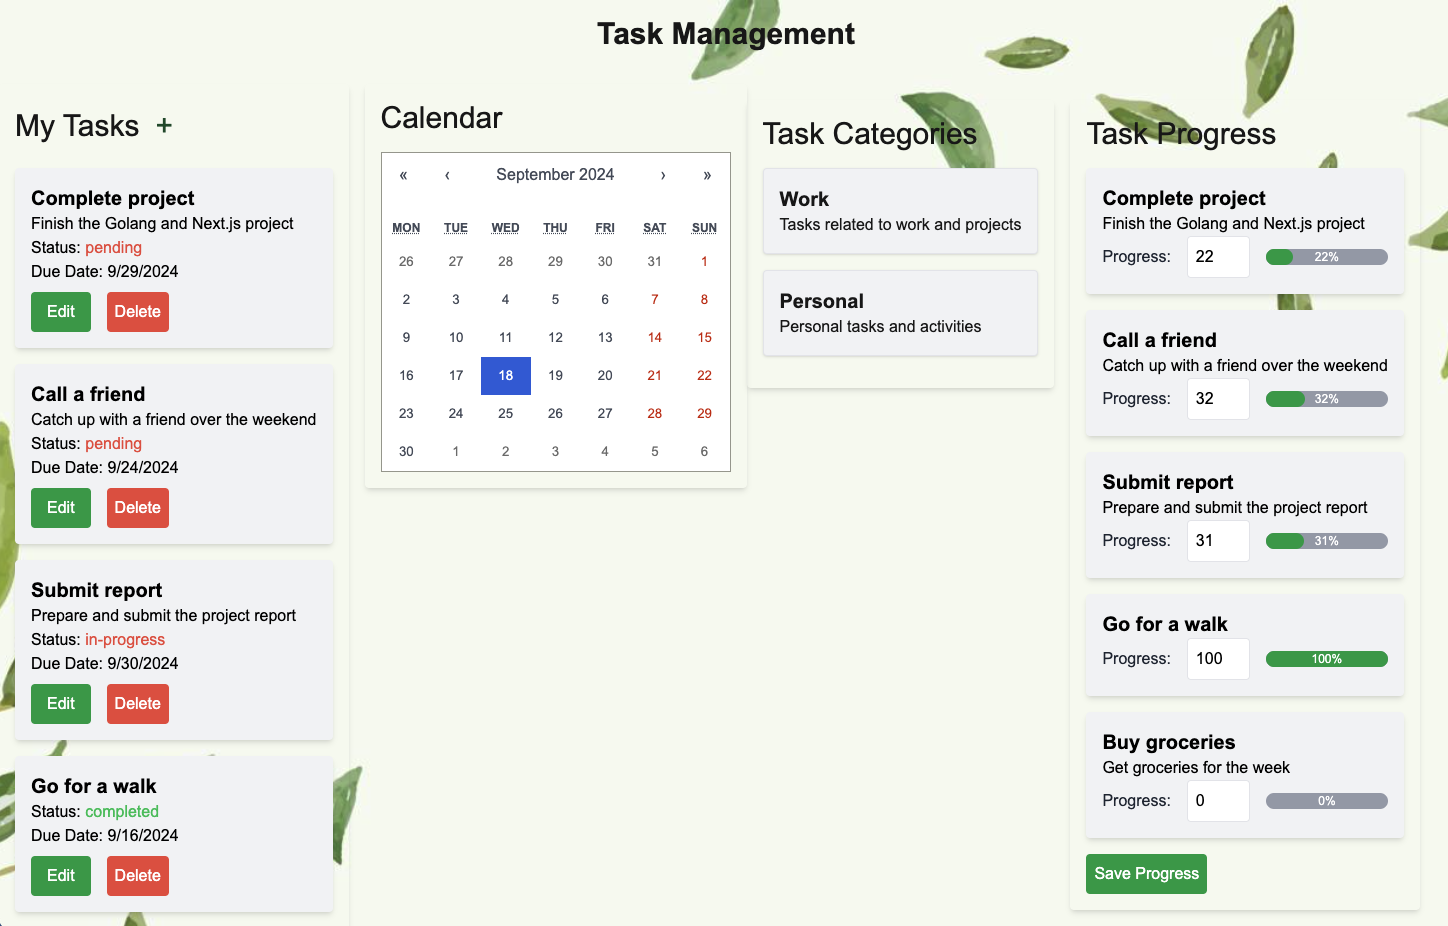 Task Management
My Tasks +
Complete project
Finish the Golang and Next.js project
Status: pending
Due Date: 9/29/2024
Edit Delete
Call a friend
Catch up with a friend over the weekend
Status: pending
Due Date: 9/24/2024
Edit Delete
Submit report
Prepare and submit the project report
Status: in-progress
Due Date: 9/30/2024
Edit Delete
Go for a walk
Status: completed
Due Date: 9/16/2024
Edit Delete
Calendar
« ‹ September 2024 › »
MON TUE WED THU FRI SAT SUN
26 27 28 29 30 31 1
2 3 4 5 6 7 8
9 10 11 12 13 14 15
16 17 18 19 20 21 22
23 24 25 26 27 28 29
30 1 2 3 4 5 6
Task Categories
Work
Tasks related to work and projects
Personal
Personal tasks and activities
Task Progress
Complete project
Finish the Golang and Next.js project
Progress: 22 22%
Call a friend
Catch up with a friend over the weekend
Progress: 32 32%
Submit report
Prepare and submit the project report
Progress: 31 31%
Go for a walk
Progress: 100 100%
Buy groceries
Get groceries for the week
Progress: 0 0%
Save Progress